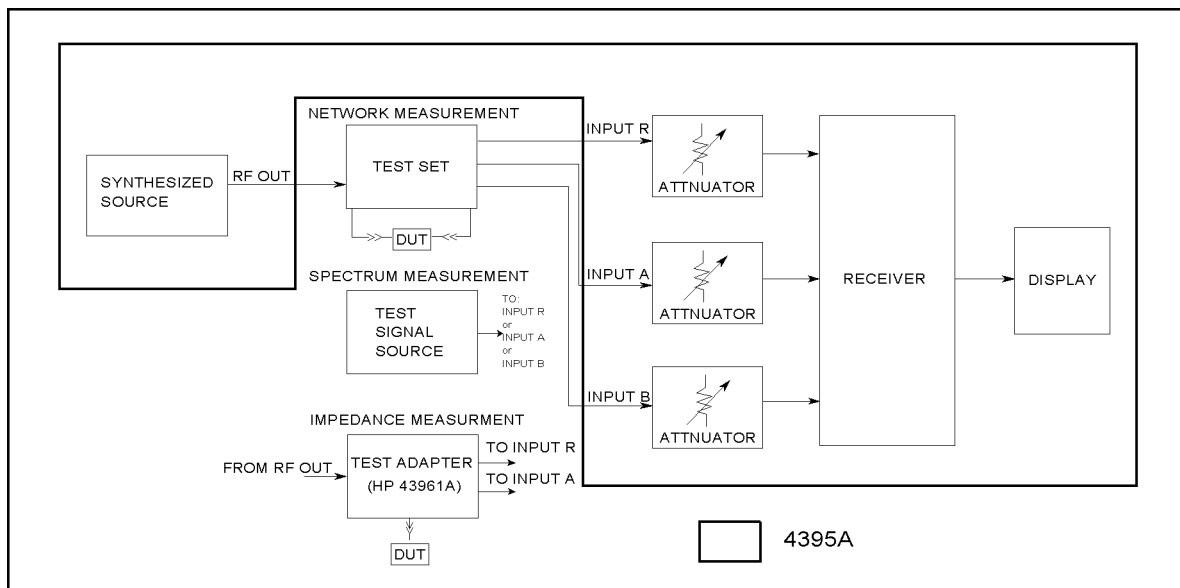 NETWORK MEASUREMENT
SYNTHESIZED
SOURCE
RF OUT
TEST SET
DUT
INPUT R
ATTNUATOR
INPUT A
ATTNUATOR
INPUT B
ATTNUATOR
RECEIVER
DISPLAY
SPECTRUM MEASUREMENT
TEST
SIGNAL
SOURCE
TO:
INPUT R
or
INPUT A
or
INPUT B
IMPEDANCE MEASURMENT
FROM RF OUT
TEST ADAPTER
(HP 43961A)
TO INPUT R
TO INPUT A
DUT
4395A